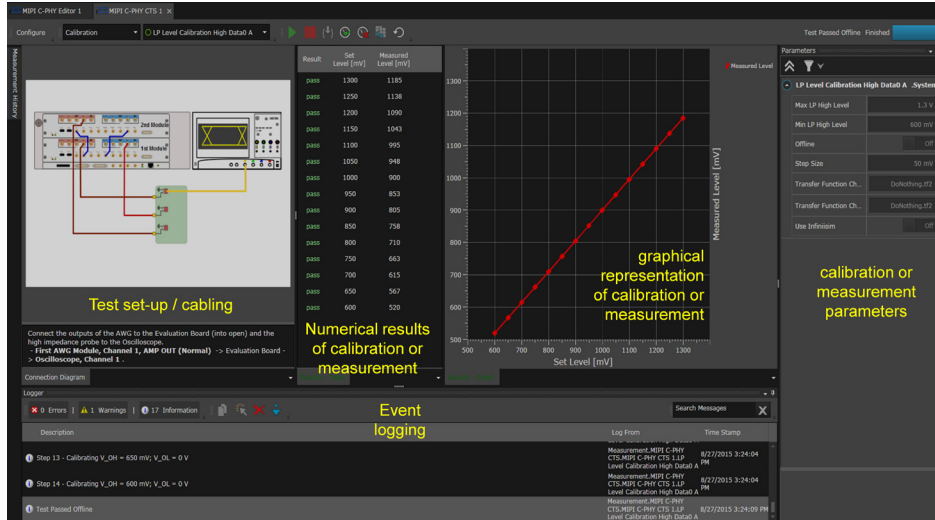 MIPI C-PHY Editor 1
MIPI C-PHY CTS 1 ×
Configure
Calibration
LP Level Calibration High Data0 A
Test Passed Offline Finished
Measurement History
2nd Module
1st Module
Test set-up / cabling
Connect the outputs of the AWG to the Evaluation Board (into open) and the
high impedance probe to the Oscilloscope.
- First AWG Module, Channel 1, AMP OUT (Normal) -> Evaluation Board -
> Oscilloscope, Channel 1 .
Connection Diagram
Result Set Level [mV] Measured Level [mV]
pass 1300 1185
pass 1250 1138
pass 1200 1090
pass 1150 1043
pass 1100 995
pass 1050 948
pass 1000 900
pass 950 853
pass 900 805
pass 850 758
pass 800 710
pass 750 663
pass 700 615
pass 650 567
pass 600 520
Numerical results
of calibration or
measurement
Measured Level
1300
1200
1100
1000
900
800
700
600
500
500 600 700 800 900 1000 1100 1200 1300
Set Level [mV]
Measured Level [mV]
graphical
representation
of calibration or
measurement
Parameters
LP Level Calibration High Data0 A .System
Max LP High Level 1.3 V
Min LP High Level 600 mV
Offline Off
Step Size 50 mV
Transfer Function Ch... DoNothing.tf2
Transfer Function Ch... DoNothing.tf2
Use Infiniisim Off
calibration or
measurement
parameters
Logger
0 Errors | 1 Warnings | 17 Information
Search Messages X
Event
logging
Description Log From Time Stamp
Level Calibration High Data0 A
Step 13 - Calibrating V_OH = 650 mV; V_OL = 0 V
Measurement.MIPI C-PHY
CTS.MIPI C-PHY CTS 1.LP
Level Calibration High Data0 A
8/27/2015 3:24:04
PM
Step 14 - Calibrating V_OH = 600 mV; V_OL = 0 V
Measurement.MIPI C-PHY
CTS.MIPI C-PHY CTS 1.LP
Level Calibration High Data0 A
8/27/2015 3:24:04
PM
Test Passed Offline
Measurement.MIPI C-PHY
CTS.MIPI C-PHY CTS 1.LP
Level Calibration High Data0 A
8/27/2015 3:24:09 PM